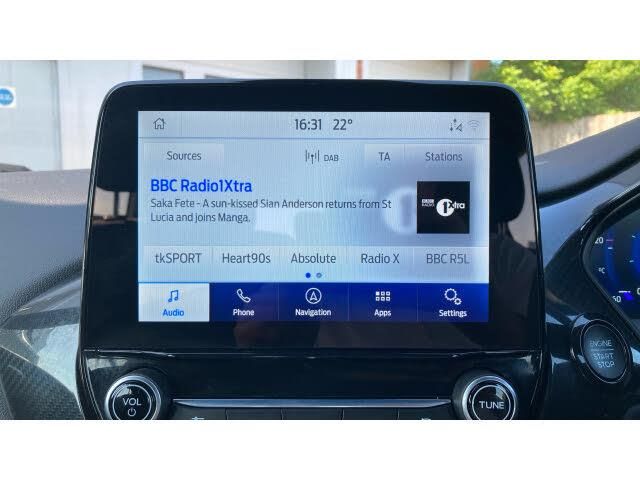 16:31 22°
Sources DAB TA Stations
BBC Radio1Xtra
Saka Fete - A sun-kissed Sian Anderson returns from St
Lucia and joins Manga.
BBC
RADIO 1Xtra
tkSPORT Heart90s Absolute Radio X BBC R5L
Audio Phone Navigation Apps Settings
ENGINE
START
STOP
VOL
TUNE